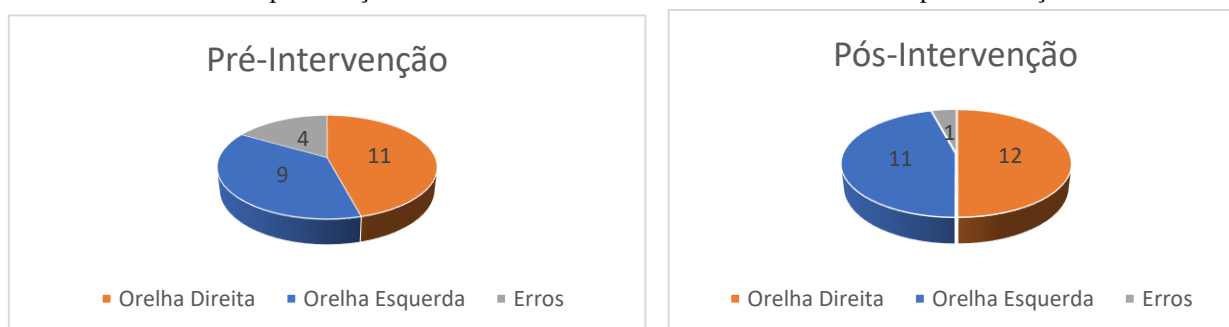 Pré-Intervenção
4
11
9
Orelha Direita Orelha Esquerda Erros
Pós-Intervenção
1
11
12
Orelha Direita Orelha Esquerda Erros